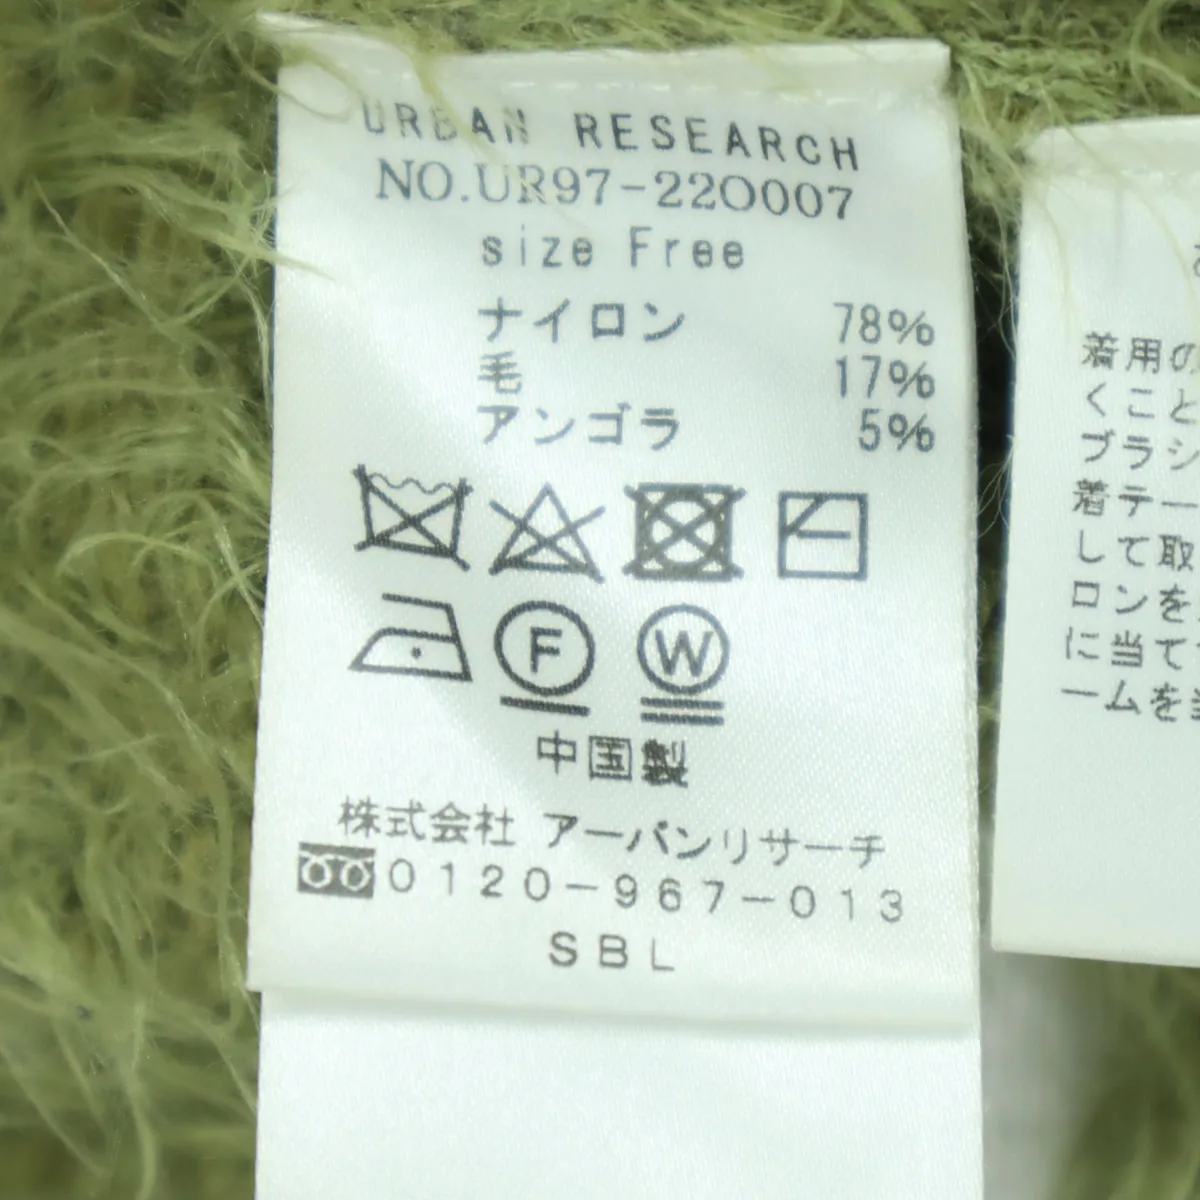 URBAN RESEARCH
NO.UR97-220007
size Free
ナイロン 78%
毛 17%
アンゴラ 5%
F
W
中国製
株式会社 アーバンリサーチ
0120-967-013
SBL
着用の
くこと
ブラシ
着テー
して取
ロンを
に当て
ームを